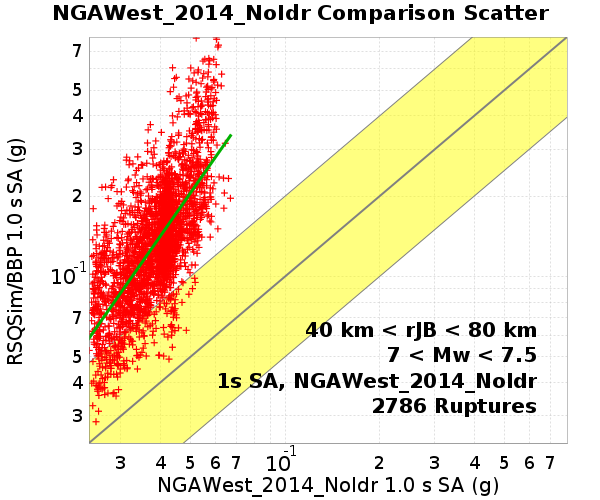 NGAWest_2014_NoIdr Comparison Scatter
7
5
4
3
2
10-1
7
5
4
3
RSQSim/BBP 1.0 s SA (g)
40 km < rJB < 80 km
7 < Mw < 7.5
1s SA, NGAWest_2014_NoIdr
2786 Ruptures
3 4 5 6 7 10-1 2 3 4 5 6 7
NGAWest_2014_NoIdr 1.0 s SA (g)